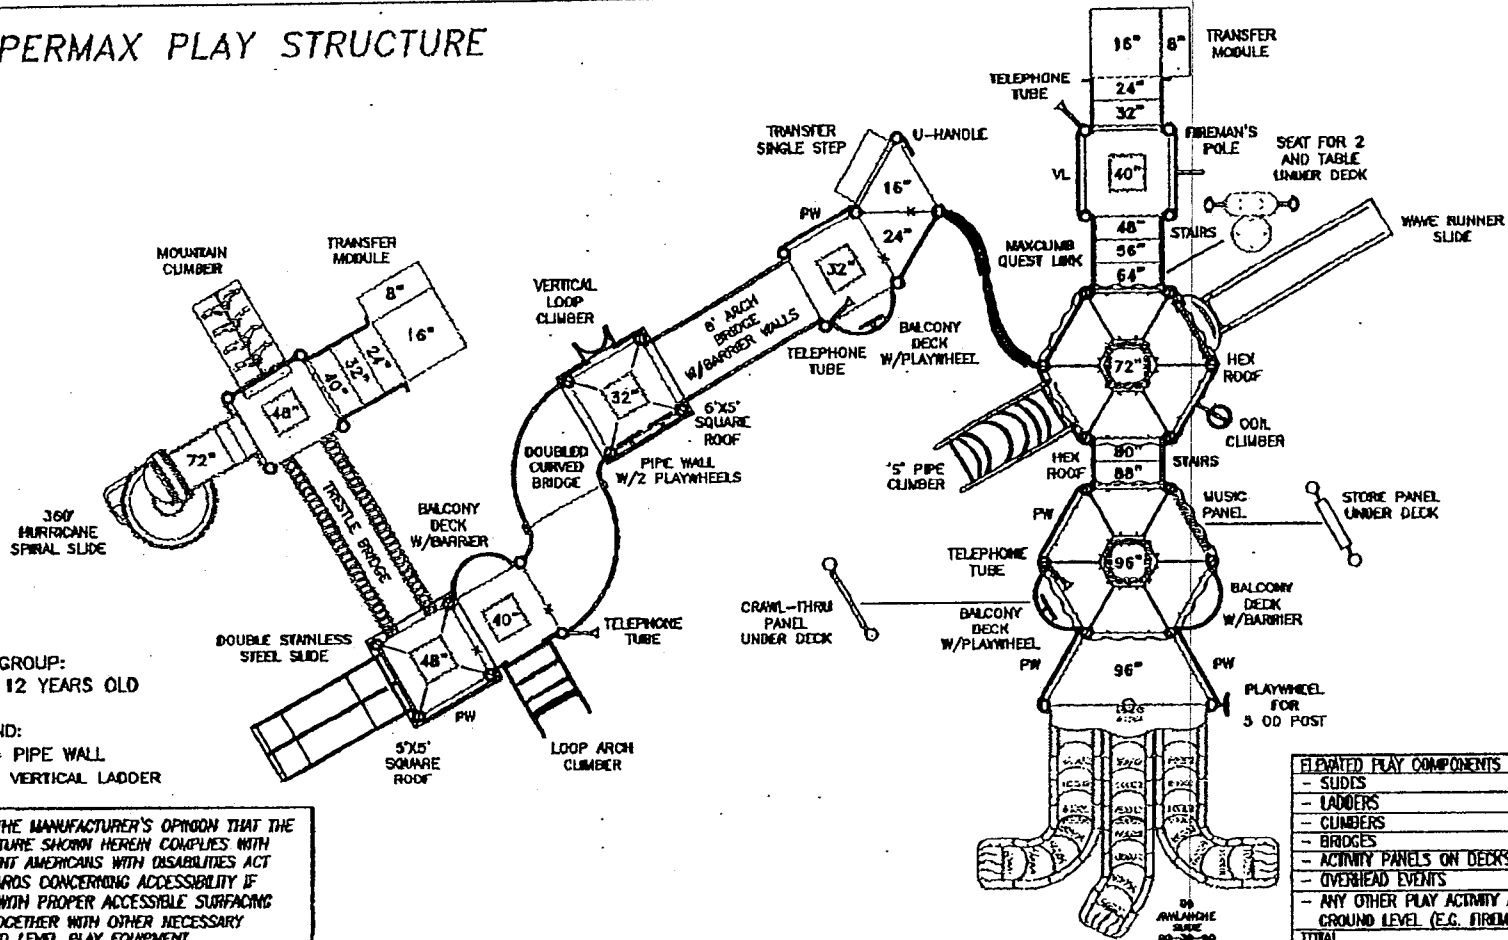 PERMAX PLAY STRUCTURE
16"
8"
TRANSFER
MODULE
TELEPHONE
TUBE
24"
32"
FIREMAN'S
POLE
VL
40"
SEAT FOR 2
AND TABLE
UNDER DECK
TRANSFER
SINGLE STEP
U-HANDLE
16"
PW
24"
32"
MAXCLIMB
QUEST LINK
48"
56"
64"
STAIRS
WAVE RUNNER
SLIDE
MOUNTAIN
CLIMBER
TRANSFER
MODULE
8"
16"
24"
32"
40"
48"
72"
360°
HURRICANE
SPIRAL SLIDE
VERTICAL
LOOP
CLIMBER
8' ARCH
BRIDGE
W/BARRIER WALLS
TELEPHONE
TUBE
BALCONY
DECK
W/PLAYWHEEL
72"
HEX
ROOF
32"
6'X5'
SQUARE
ROOF
COIL
CLIMBER
DOUBLED
CURVED
BRIDGE
PIPE WALL
W/2 PLAYWHEELS
"S" PIPE
CLIMBER
HEX
ROOF
80"
88"
STAIRS
TRESTLE BRIDGE
BALCONY
DECK
W/BARRIER
PW
MUSIC
PANEL
STORE PANEL
UNDER DECK
TELEPHONE
TUBE
96"
CRAWL-THRU
PANEL
UNDER DECK
BALCONY
DECK
W/PLAYWHEEL
BALCONY
DECK
W/BARRIER
40"
TELEPHONE
TUBE
DOUBLE STAINLESS
STEEL SLIDE
48"
PW
5'X5'
SQUARE
ROOF
LOOP ARCH
CLIMBER
PW
96"
PW
PLAYWHEEL
FOR
5 OD POST
GROUP:
12 YEARS OLD
ND:
PIPE WALL
VERTICAL LADDER
HE MANUFACTURER'S OPINION THAT THE
TURE SHOWN HEREIN COMPLIES WITH
NT AMERICANS WITH DISABILITIES ACT
ARDS CONCERNING ACCESSIBILITY IF
WITH PROPER ACCESSIBLE SURFACING
OGETHER WITH OTHER NECESSARY
D LEVEL PLAY EQUIPMENT
AVALANCHE
SLIDE
ELEVATED PLAY COMPONENTS
- SLIDES
- LADDERS
- CLIMBERS
- BRIDGES
- ACTIVITY PANELS ON DECKS
- OVERHEAD EVENTS
- ANY OTHER PLAY ACTIVITY A
GROUND LEVEL (E.G. FIREM
TOTAL